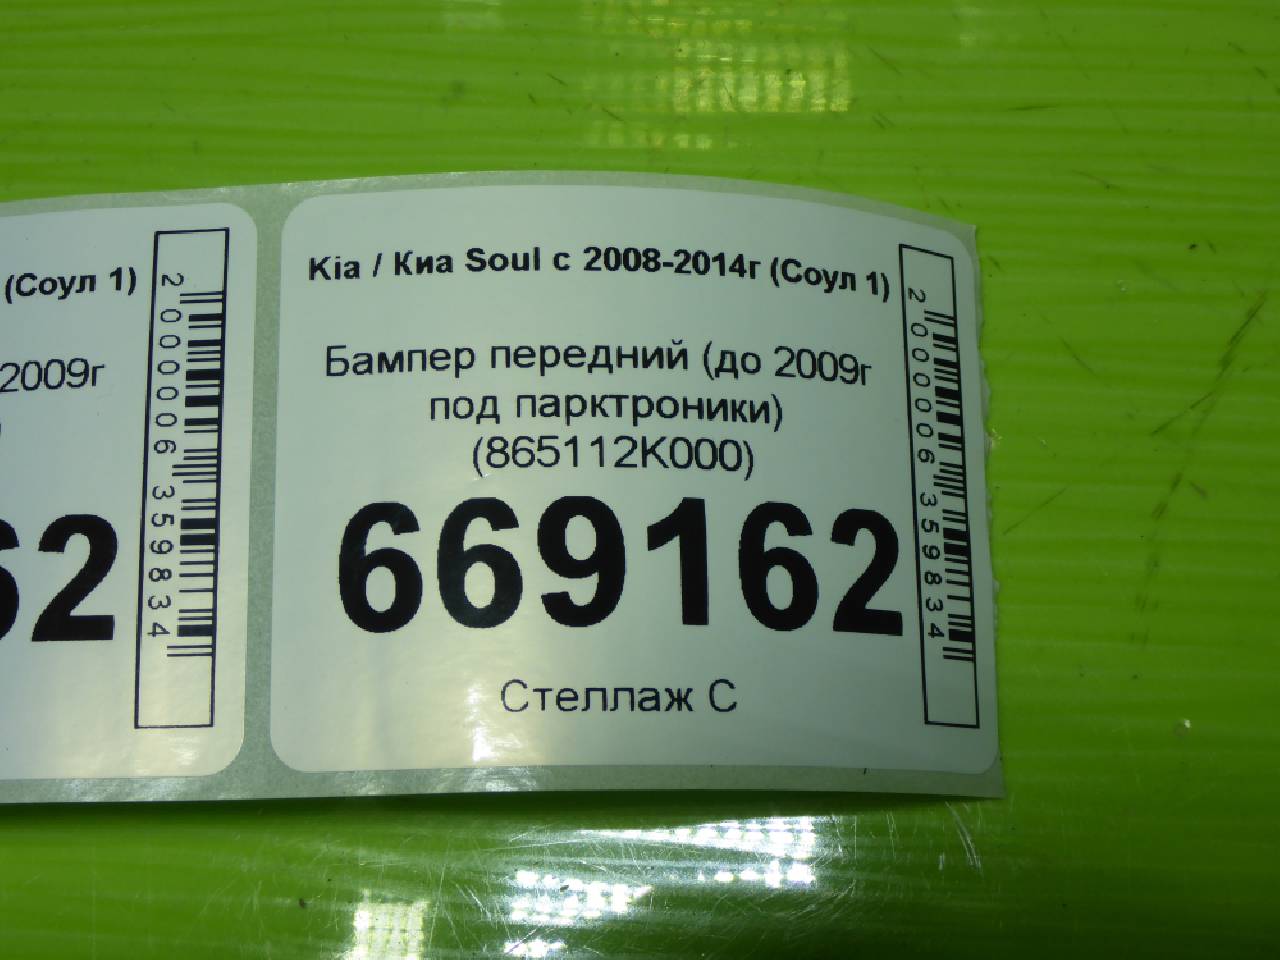 (Соул 1)
2009г
)
62
2000006359834
Kia / Киа Soul с 2008-2014г (Соул 1)
Бампер передний (до 2009г
под парктроники)
(865112K000)
669162
Стеллаж С
2000006359834